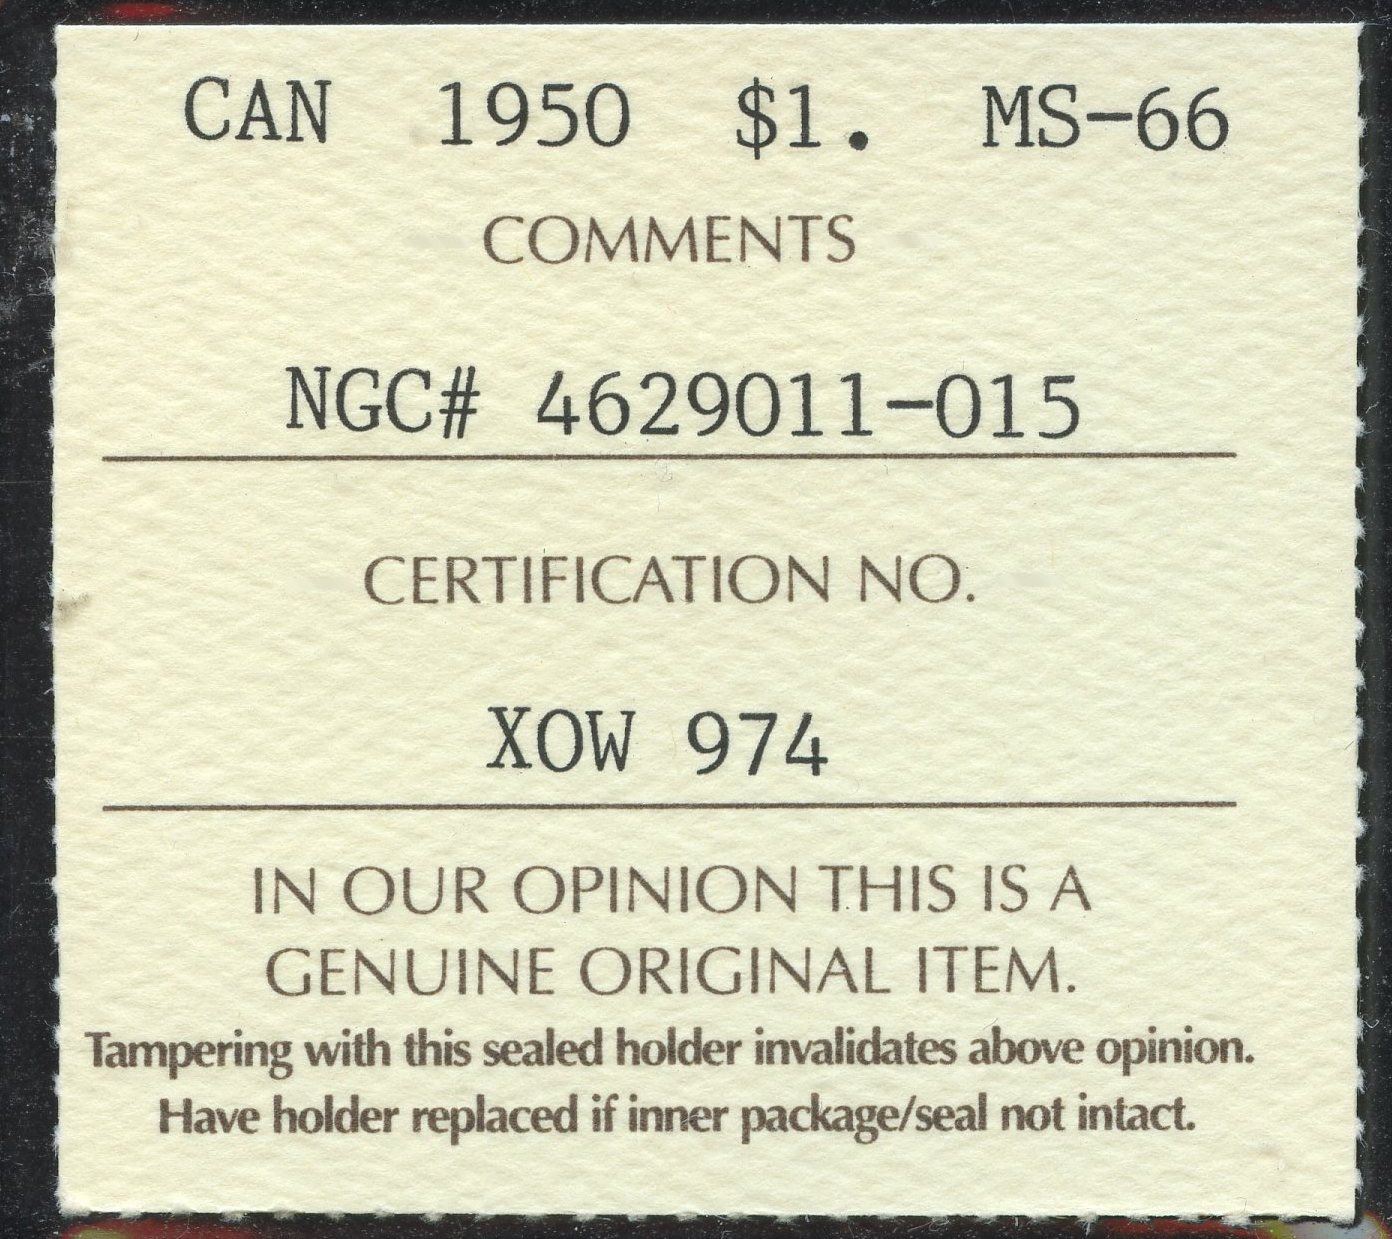 CAN 1950 $1. MS-66
COMMENTS
NGC# 4629011-015
CERTIFICATION NO.
XOW 974
IN OUR OPINION THIS IS A
GENUINE ORIGINAL ITEM.
Tampering with this sealed holder invalidates above opinion.
Have holder replaced if inner package/seal not intact.